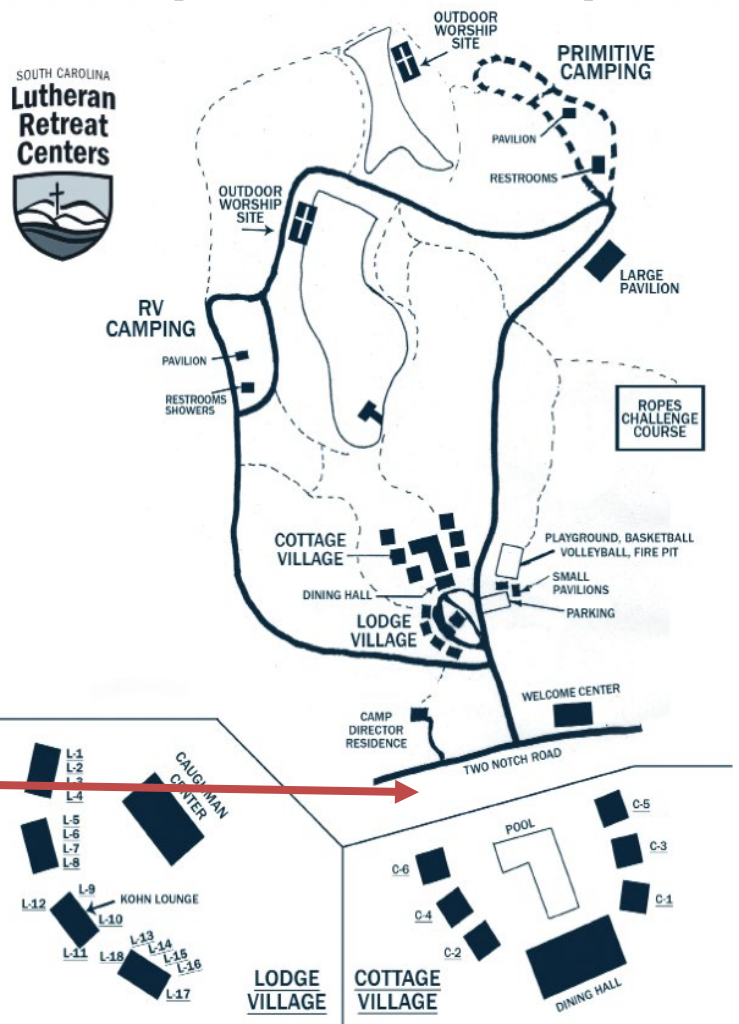 OUTDOOR
WORSHIP
SITE
PRIMITIVE
CAMPING
SOUTH CAROLINA
Lutheran
Retreat
Centers
PAVILION
RESTROOMS
OUTDOOR
WORSHIP
SITE
LARGE
PAVILION
RV
CAMPING
PAVILION
RESTROOMS
SHOWERS
ROPES
CHALLENGE
COURSE
COTTAGE
VILLAGE
PLAYGROUND, BASKETBALL
VOLLEYBALL, FIRE PIT
SMALL
PAVILIONS
DINING HALL
PARKING
LODGE
VILLAGE
WELCOME CENTER
CAMP
DIRECTOR
RESIDENCE
TWO NOTCH ROAD
L-1
L-2
L-3
L-4
CAUGHMAN
CENTER
L-5
L-6
L-7
L-8
L-9
KOHN LOUNGE
L-12
L-10
L-11
L-13
L-14
L-15
L-16
L-18
L-17
LODGE
VILLAGE
POOL
C-5
C-3
C-6
C-1
C-4
C-2
DINING HALL
COTTAGE
VILLAGE